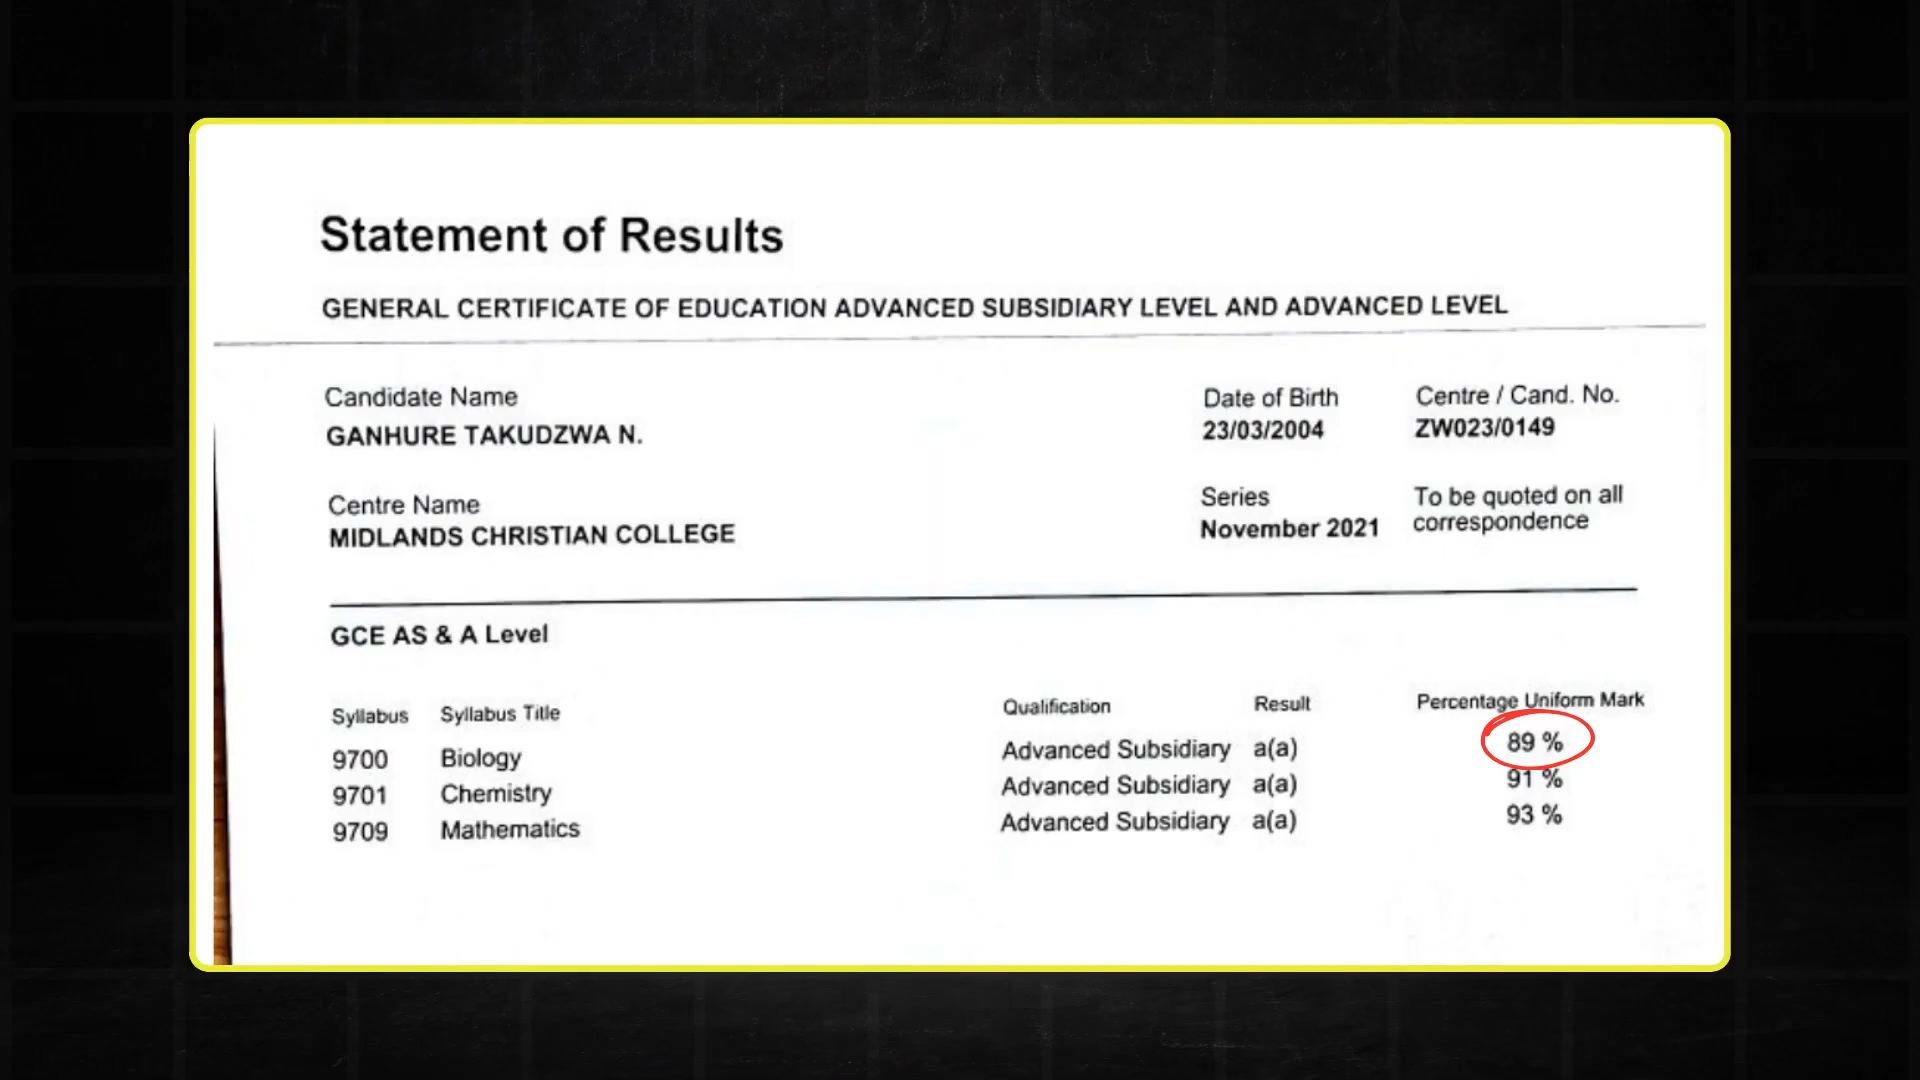 Statement of Results
GENERAL CERTIFICATE OF EDUCATION ADVANCED SUBSIDIARY LEVEL AND ADVANCED LEVEL
Candidate Name
GANHURE TAKUDZWA N.
Date of Birth
23/03/2004
Centre / Cand. No.
ZW023/0149
Centre Name
MIDLANDS CHRISTIAN COLLEGE
Series
November 2021
To be quoted on all
correspondence
GCE AS & A Level
Syllabus Syllabus Title Qualification Result Percentage Uniform Mark
9700 Biology Advanced Subsidiary a(a) 89 %
9701 Chemistry Advanced Subsidiary a(a) 91 %
9709 Mathematics Advanced Subsidiary a(a) 93 %